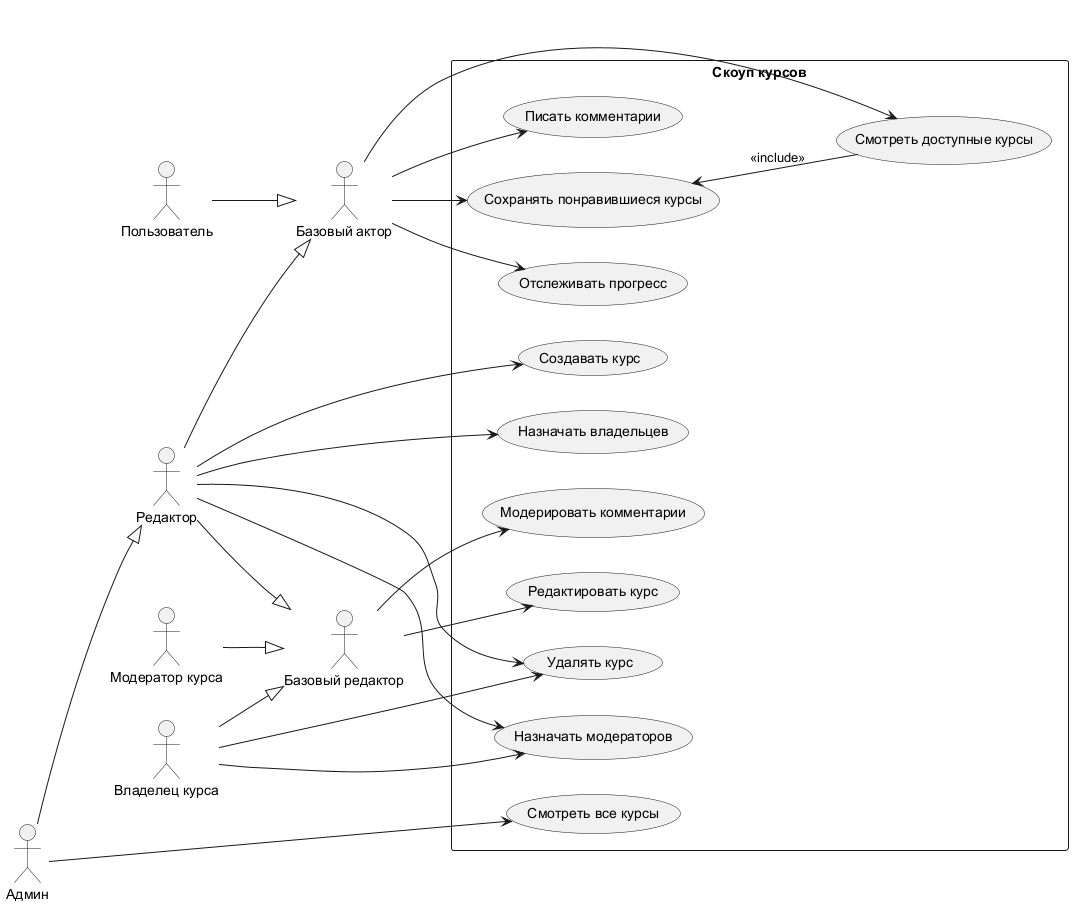 Скоуп курсов
Писать комментарии
Смотреть доступные курсы
«include»
Сохранять понравившиеся курсы
Пользователь
Базовый актор
Отслеживать прогресс
Создавать курс
Назначать владельцев
Редактор
Модерировать комментарии
Редактировать курс
Удалять курс
Модератор курса
Базовый редактор
Назначать модераторов
Владелец курса
Смотреть все курсы
Админ